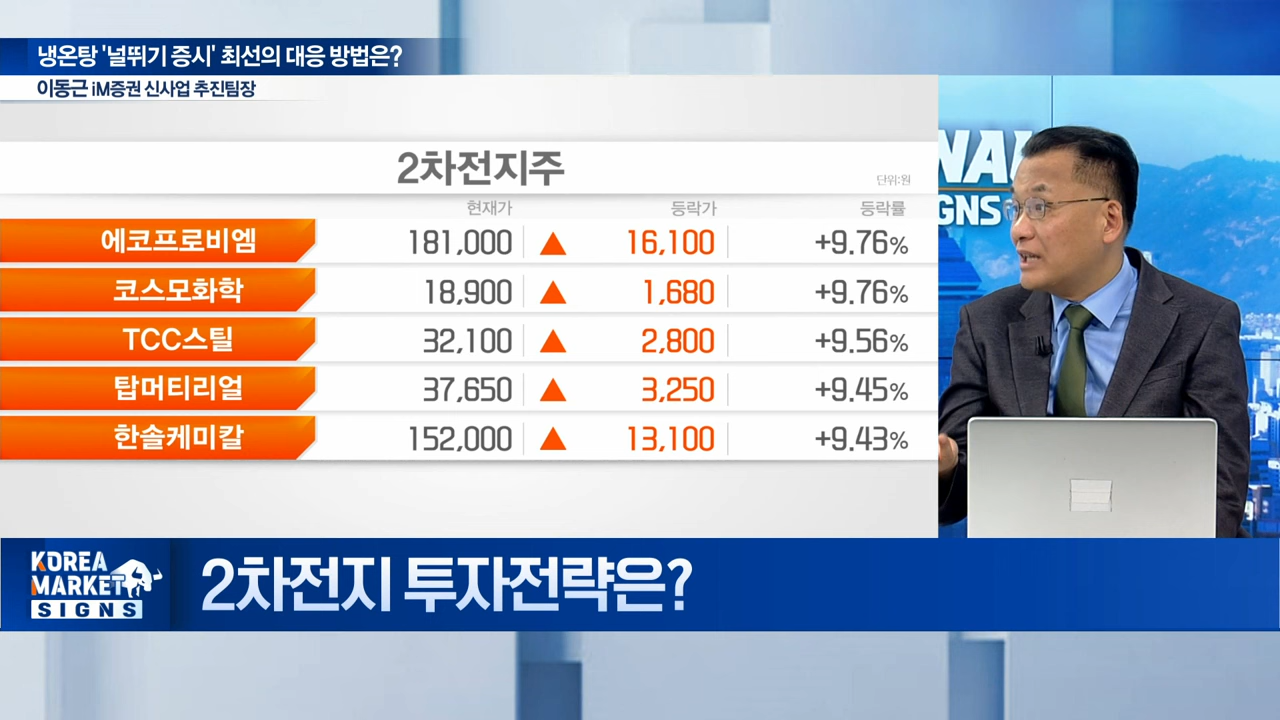 냉온탕 '널뛰기 증시' 최선의 대응 방법은?
이동근 iM증권 신사업 추진팀장
2차전지주
단위:원
현재가 등락가 등락률
에코프로비엠 181,000 ▲ 16,100 +9.76%
코스모화학 18,900 ▲ 1,680 +9.76%
TCC스틸 32,100 ▲ 2,800 +9.56%
탑머티리얼 37,650 ▲ 3,250 +9.45%
한솔케미칼 152,000 ▲ 13,100 +9.43%
KOREA
MARKET
SIGNS
2차전지 투자전략은?